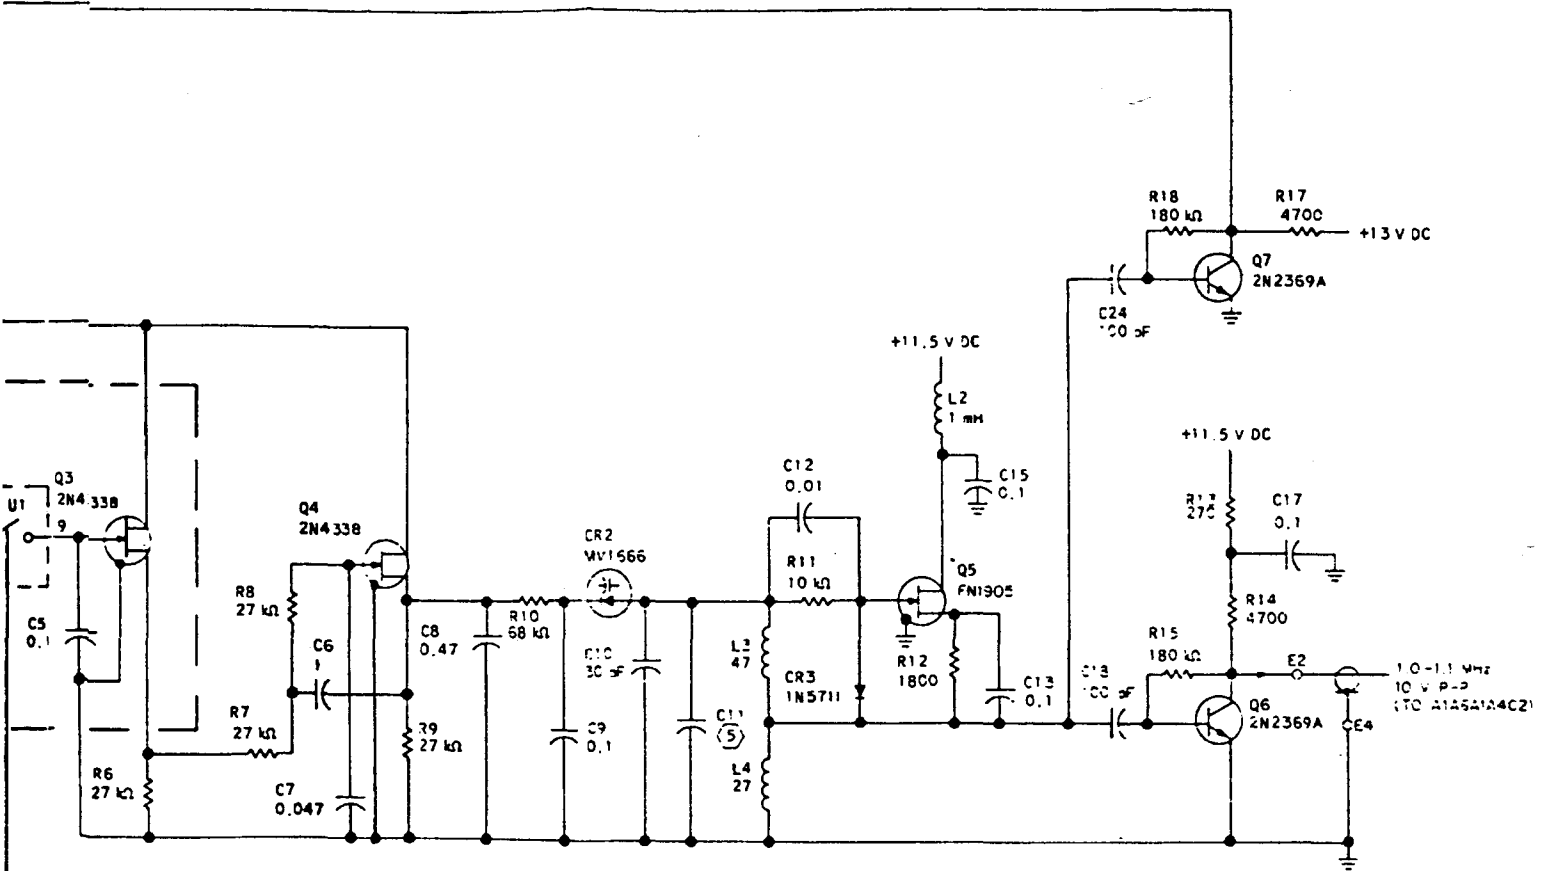 R18
180 kΩ
R17
4700
+13 V DC
Q7
2N2369A
C24
+11.5 V DC
L2
1 mH
+11.5 V DC
C12
0.01
C15
0.1
C17
0.1
Q3
2N4338
U1
9
Q4
2N4338
CR2
R11
10 kΩ
Q5
FN1905
R14
4700
R8
27 kΩ
C5
0.1
C6
C8
0.47
R10
68 kΩ
L3
47
CR3
1N5711
R12
1800
C13
0.1
R15
180 kΩ
E2
Q6
2N2369A
E4
R7
27 kΩ
R9
27 kΩ
C9
0.1
C11
5
L4
27
R6
27 kΩ
C7
0.047